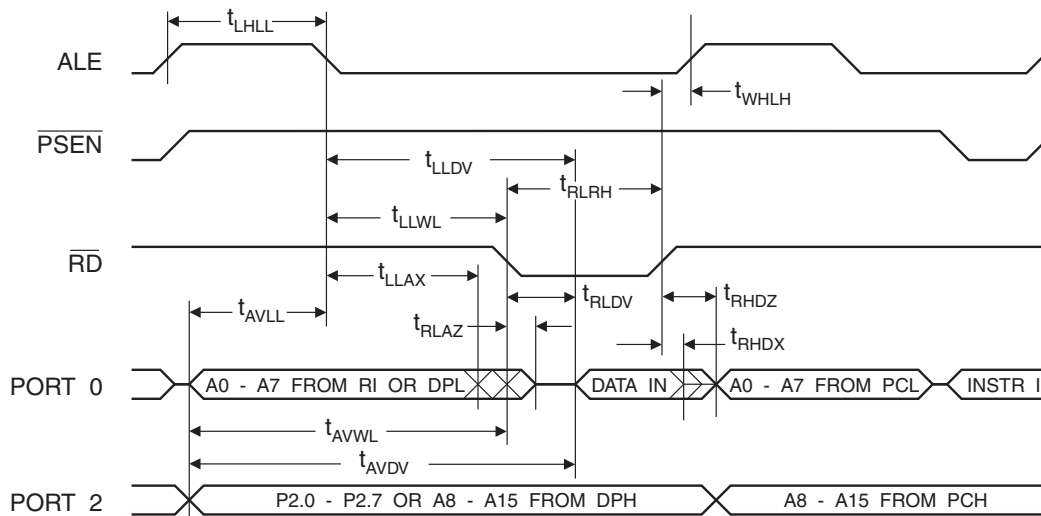 tLHLL
ALE
tWHLH
PSEN
tLLDV
tRLRH
tLLWL
RD
tLLAX
tRLDV
tRHDZ
tAVLL
tRLAZ
tRHDX
PORT 0
A0 - A7 FROM RI OR DPL
DATA IN
A0 - A7 FROM PCL
INSTR I
tAVWL
tAVDV
PORT 2
P2.0 - P2.7 OR A8 - A15 FROM DPH
A8 - A15 FROM PCH